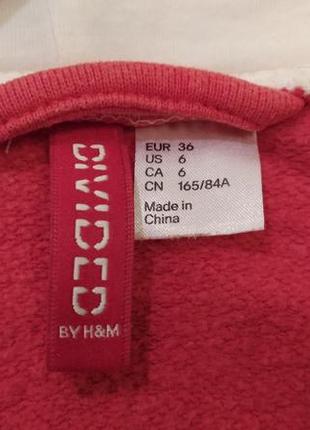 DIVIDED
BY H&M
EUR 36
US 6
CA 6
CN 165/84A
Made in
China